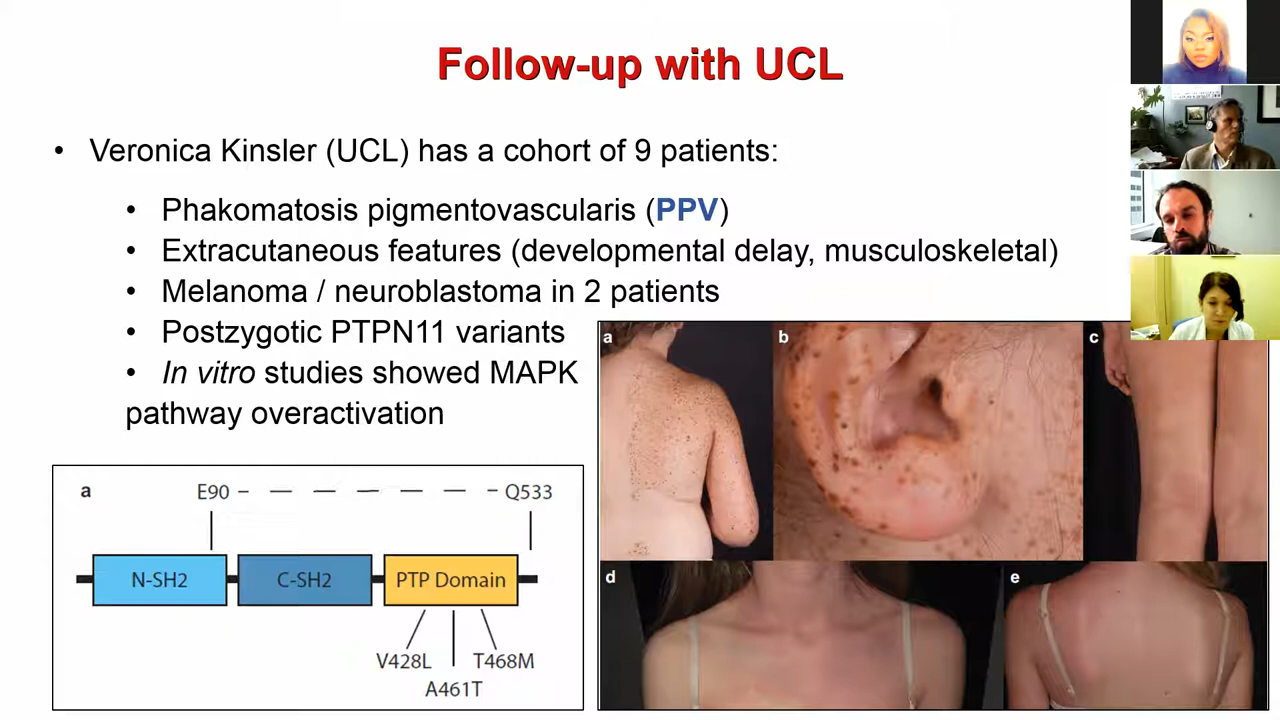 Follow-up with UCL
• Veronica Kinsler (UCL) has a cohort of 9 patients:
• Phakomatosis pigmentovascularis (PPV)
• Extracutaneous features (developmental delay, musculoskeletal)
• Melanoma / neuroblastoma in 2 patients
• Postzygotic PTPN11 variants
• In vitro studies showed MAPK
pathway overactivation
a
E90 – — — — — — – Q533
N-SH2 C-SH2 PTP Domain
V428L T468M
A461T
a b c
d e